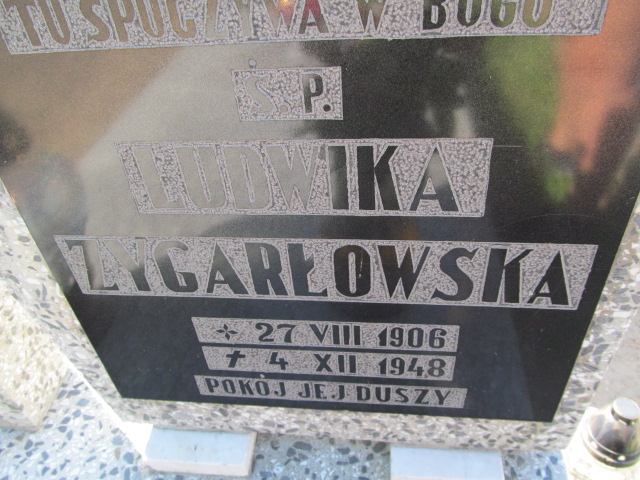 TU SPOCZYWA W BOGU
Ś. P.
LUDWIKA
ZYGARŁOWSKA
✧ 27 VIII 1906
✝ 4 XII 1948
POKÓJ JEJ DUSZY